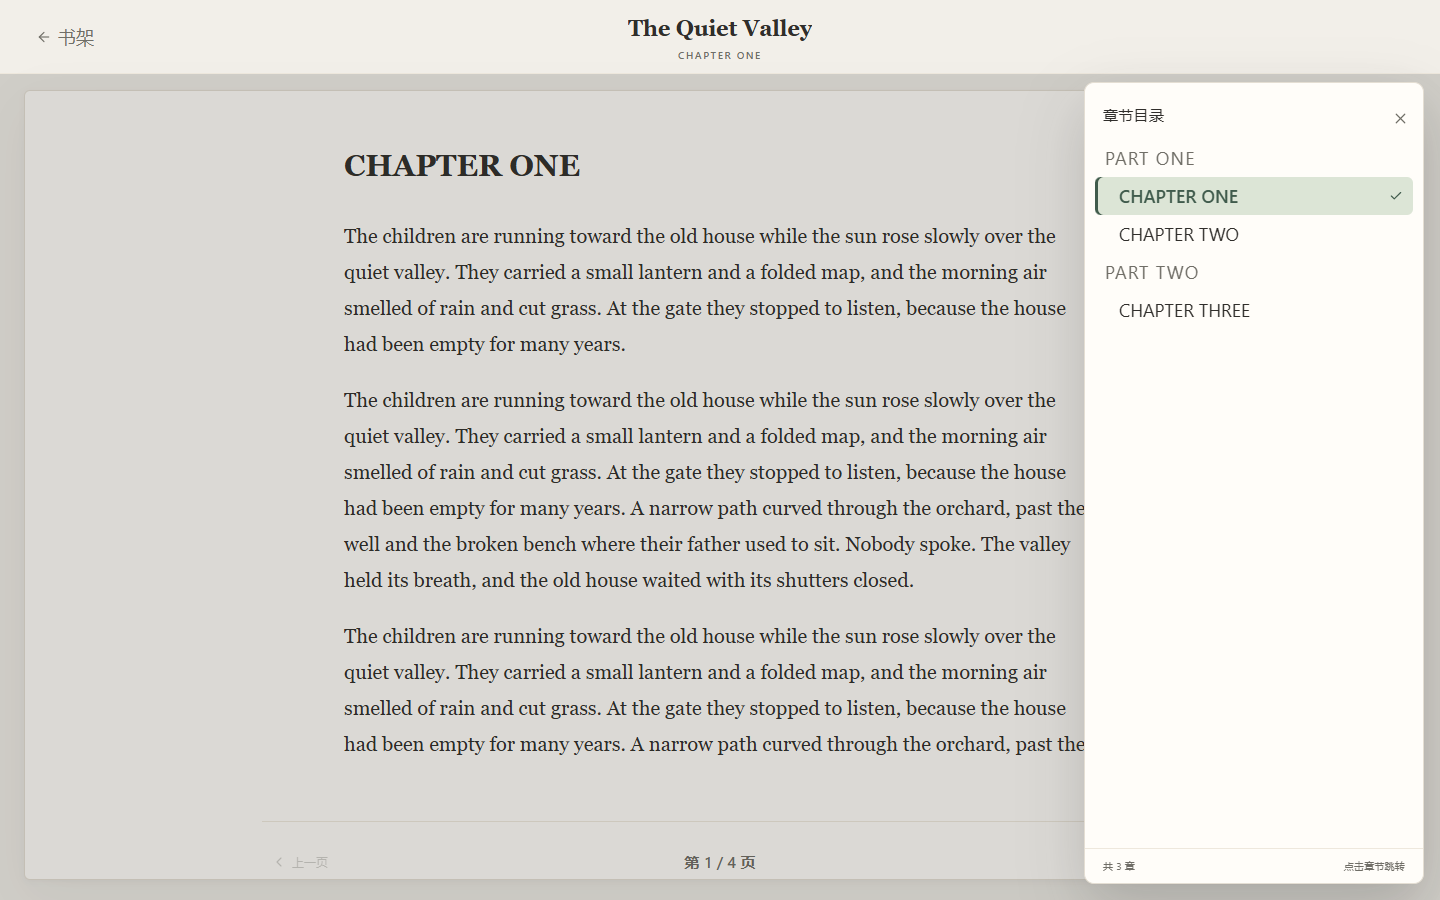 书架
The Quiet Valley
CHAPTER ONE
CHAPTER ONE
The children are running toward the old house while the sun rose slowly over the
quiet valley. They carried a small lantern and a folded map, and the morning air
smelled of rain and cut grass. At the gate they stopped to listen, because the house
had been empty for many years.
The children are running toward the old house while the sun rose slowly over the
quiet valley. They carried a small lantern and a folded map, and the morning air
smelled of rain and cut grass. At the gate they stopped to listen, because the house
had been empty for many years. A narrow path curved through the orchard, past the
well and the broken bench where their father used to sit. Nobody spoke. The valley
held its breath, and the old house waited with its shutters closed.
The children are running toward the old house while the sun rose slowly over the
quiet valley. They carried a small lantern and a folded map, and the morning air
smelled of rain and cut grass. At the gate they stopped to listen, because the house
had been empty for many years. A narrow path curved through the orchard, past the
上一页
第 1 / 4 页
章节目录
PART ONE
CHAPTER ONE
CHAPTER TWO
PART TWO
CHAPTER THREE
共 3 章
点击章节跳转